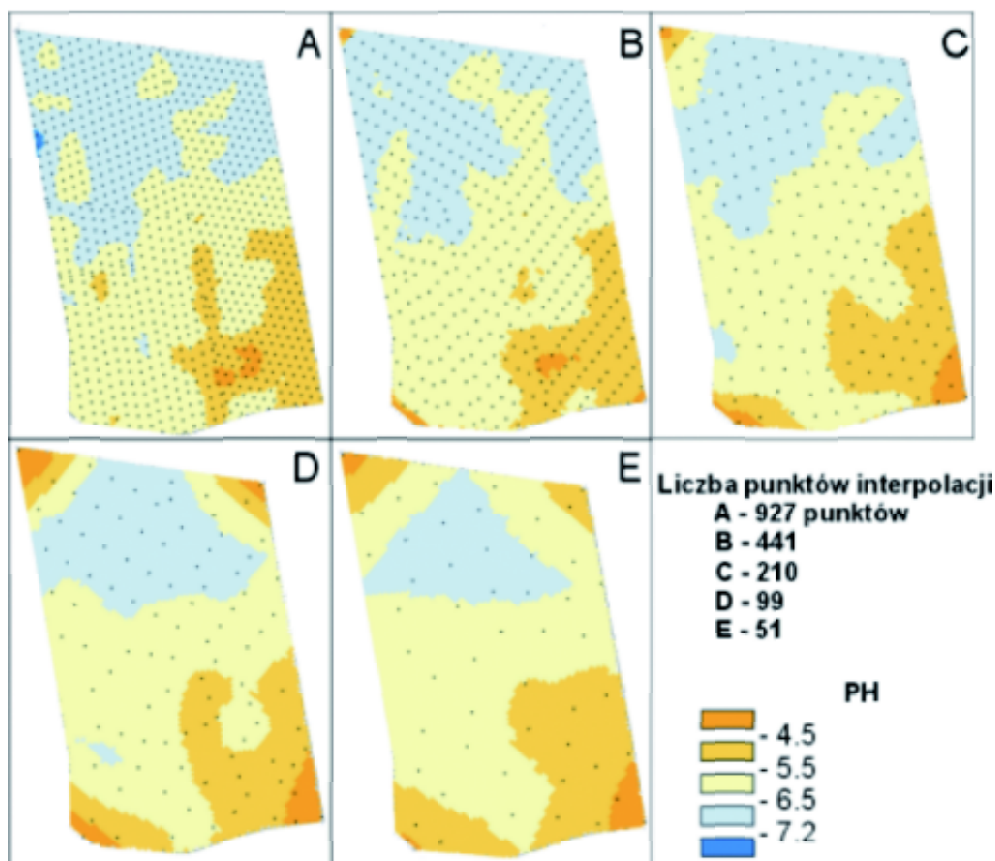 A
B
C
D
E
Liczba punktów interpolacji
A - 927 punktów
B - 441
C - 210
D - 99
E - 51
PH
- 4.5
- 5.5
- 6.5
- 7.2